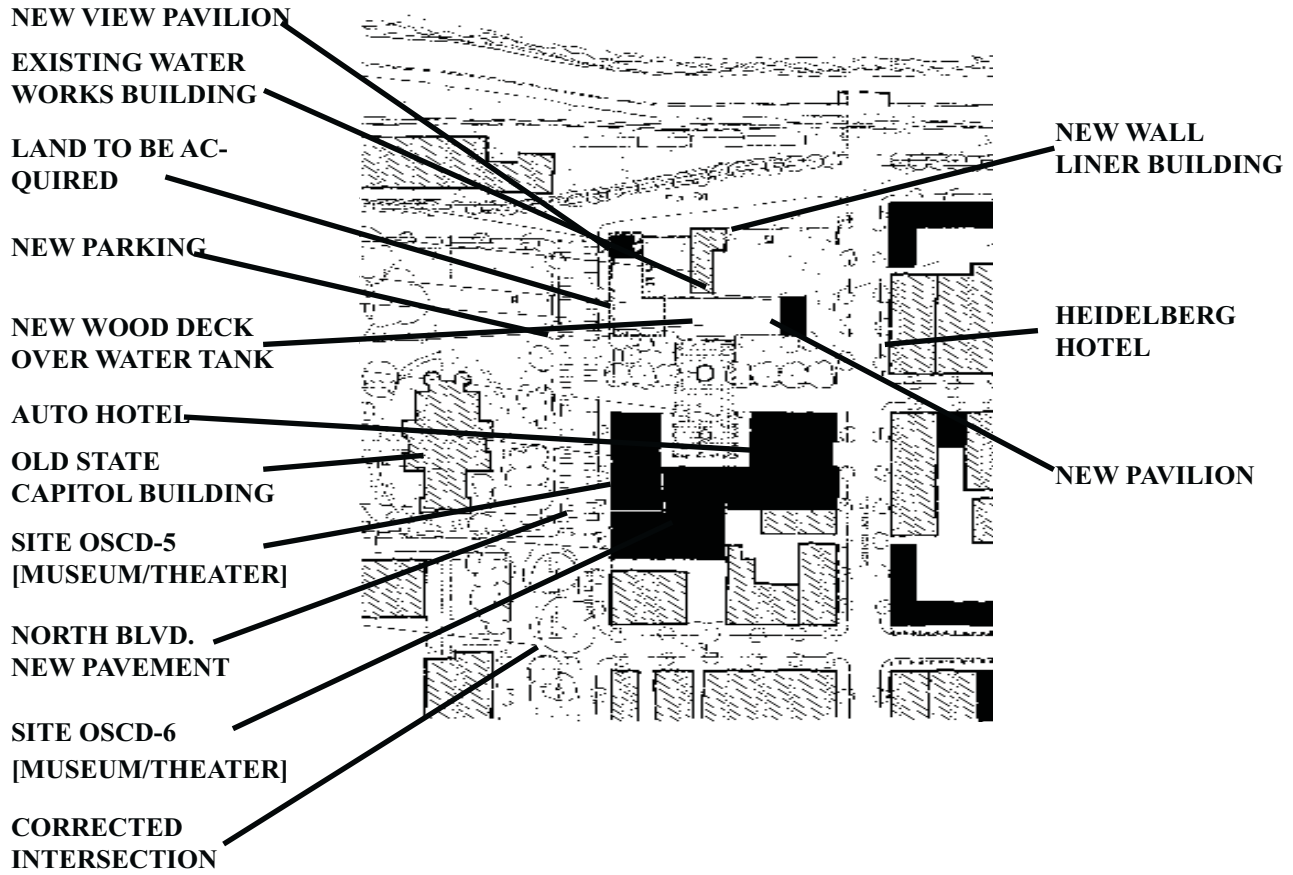 NEW VIEW PAVILION
EXISTING WATER
WORKS BUILDING
LAND TO BE AC-
QUIRED
NEW PARKING
NEW WOOD DECK
OVER WATER TANK
AUTO HOTEL
OLD STATE
CAPITOL BUILDING
SITE OSCD-5
[MUSEUM/THEATER]
NORTH BLVD.
NEW PAVEMENT
SITE OSCD-6
[MUSEUM/THEATER]
CORRECTED
INTERSECTION
NEW WALL
LINER BUILDING
HEIDELBERG
HOTEL
NEW PAVILION